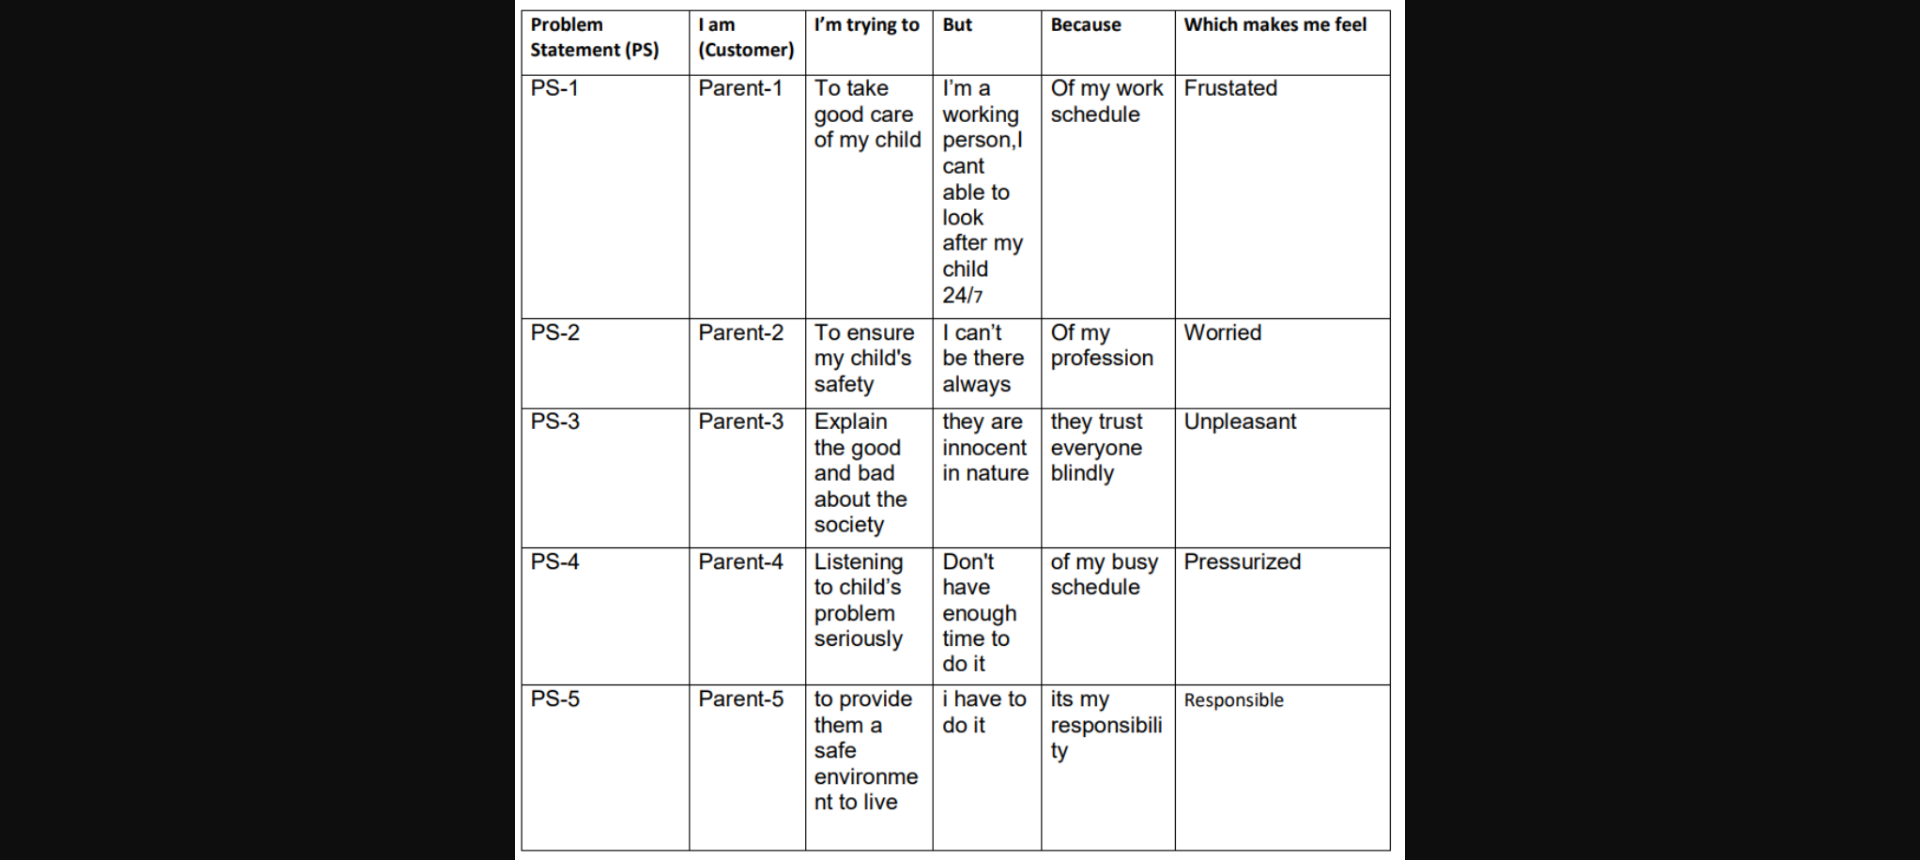 Problem
Statement (PS)
I am
(Customer)
I'm trying to
But
Because
Which makes me feel
PS-1
Parent-1
To take
good care
of my child
I'm a
working
person,I
cant
able to
look
after my
child
24/7
Of my work
schedule
Frustated
PS-2
Parent-2
To ensure
my child's
safety
I can't
be there
always
Of my
profession
Worried
PS-3
Parent-3
Explain
the good
and bad
about the
society
they are
innocent
in nature
they trust
everyone
blindly
Unpleasant
PS-4
Parent-4
Listening
to child's
problem
seriously
Don't
have
enough
time to
do it
of my busy
schedule
Pressurized
PS-5
Parent-5
to provide
them a
safe
environme
nt to live
i have to
do it
its my
responsibili
ty
Responsible